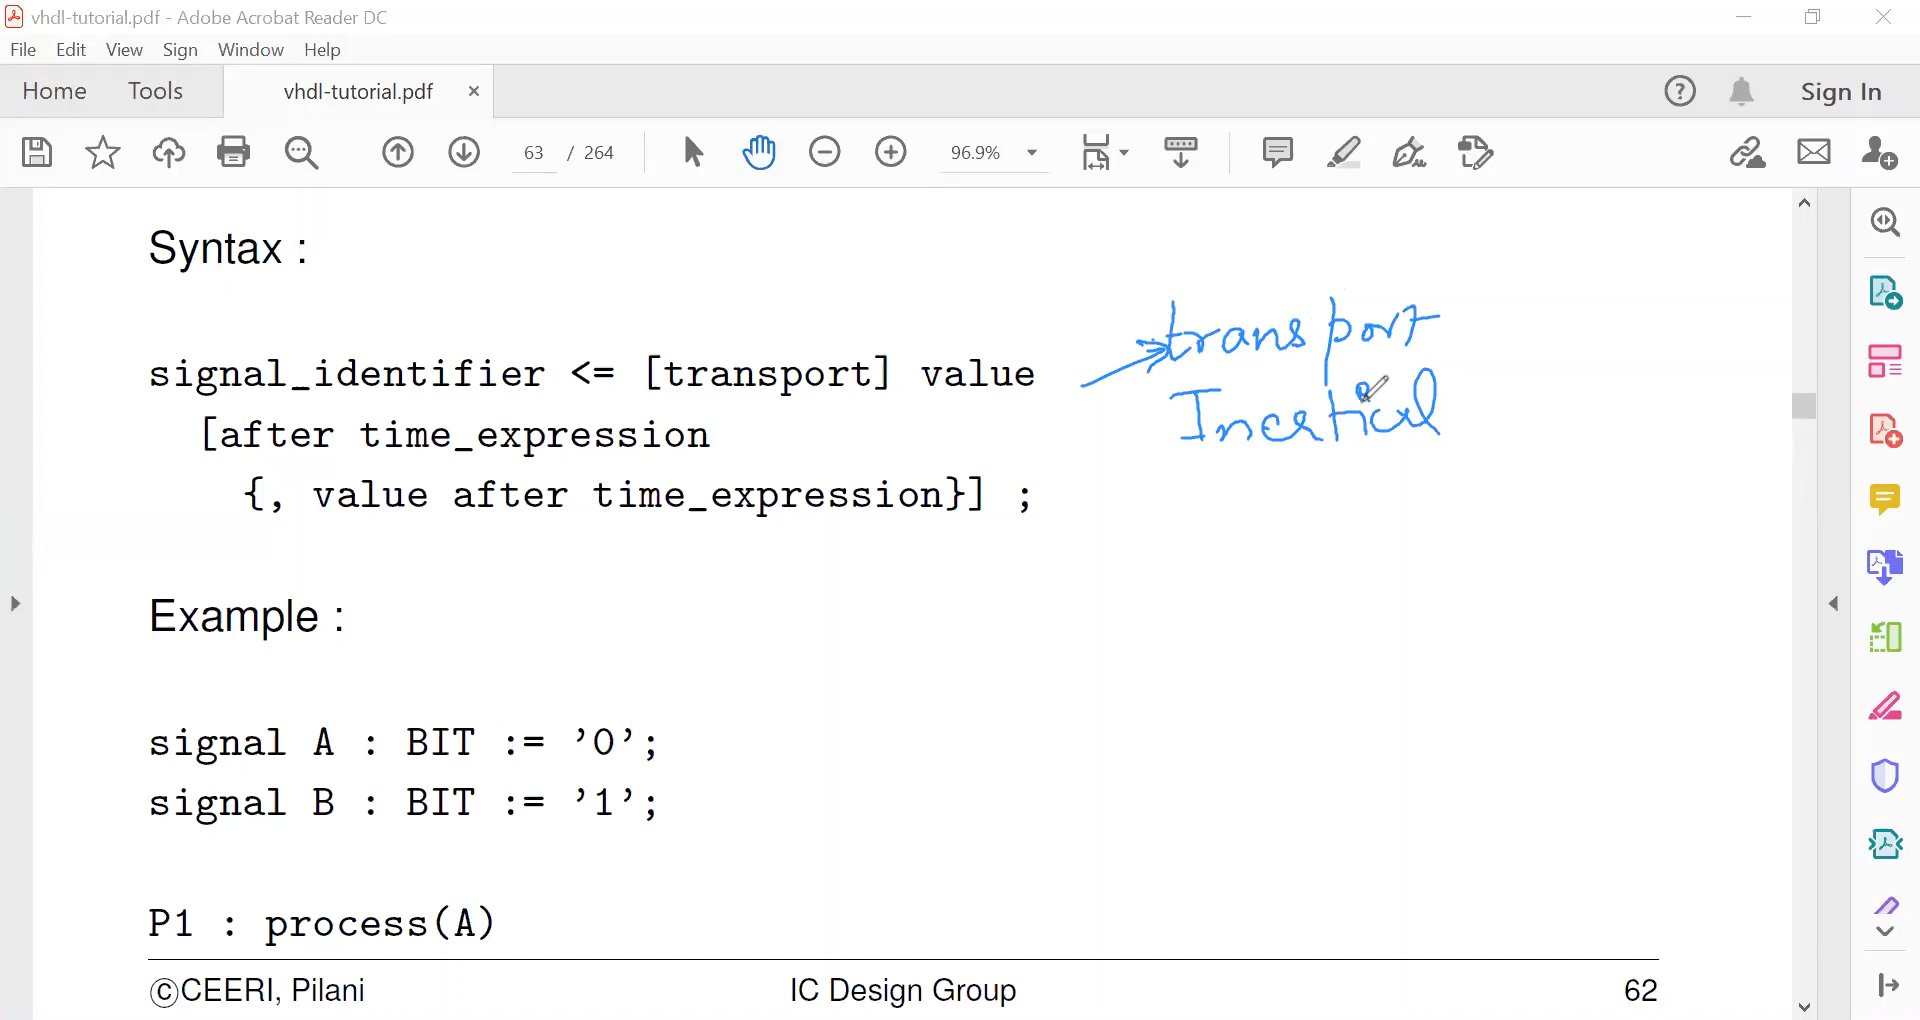 vhdl-tutorial.pdf - Adobe Acrobat Reader DC
File Edit View Sign Window Help
Home Tools vhdl-tutorial.pdf × Sign In
63 / 264 96.9%
Syntax :
transport
signal_identifier <= [transport] value
Inertial
[after time_expression
{, value after time_expression}] ;
Example :
signal A : BIT := ’0’;
signal B : BIT := ’1’;
P1 : process(A)
©CEERI, Pilani IC Design Group 62